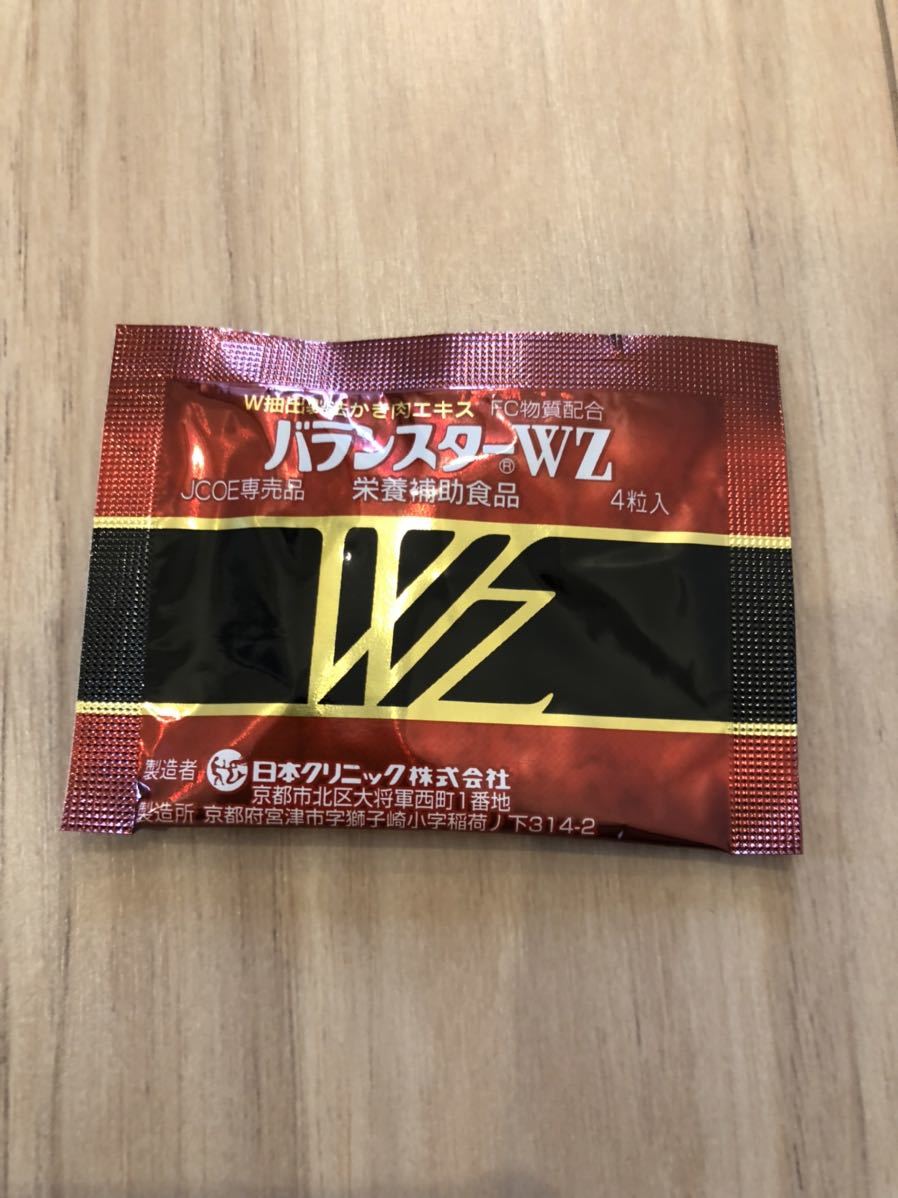 W抽出製法かき肉エキス FC物質配合
バランスター®WZ
JCOE専売品 栄養補助食品 4粒入
WZ
製造者 日本クリニック株式会社
京都市北区大将軍西町1番地
製造所 京都府宮津市字獅子崎小字稲荷ノ下314-2